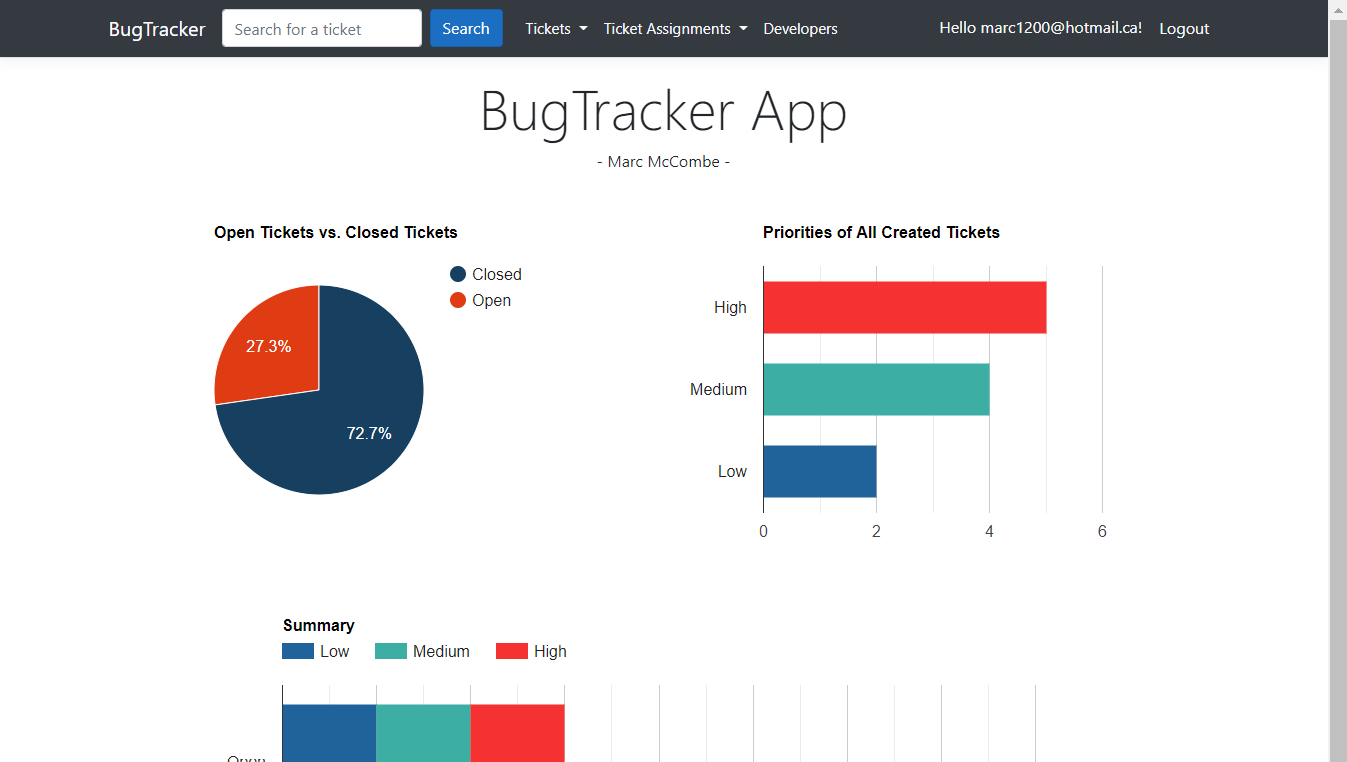 BugTracker Search for a ticket Search Tickets Ticket Assignments Developers Hello marc1200@hotmail.ca! Logout
BugTracker App
- Marc McCombe -
Open Tickets vs. Closed Tickets
Closed
Open
27.3%
72.7%
Priorities of All Created Tickets
High
Medium
Low
0 2 4 6
Summary
Low Medium High